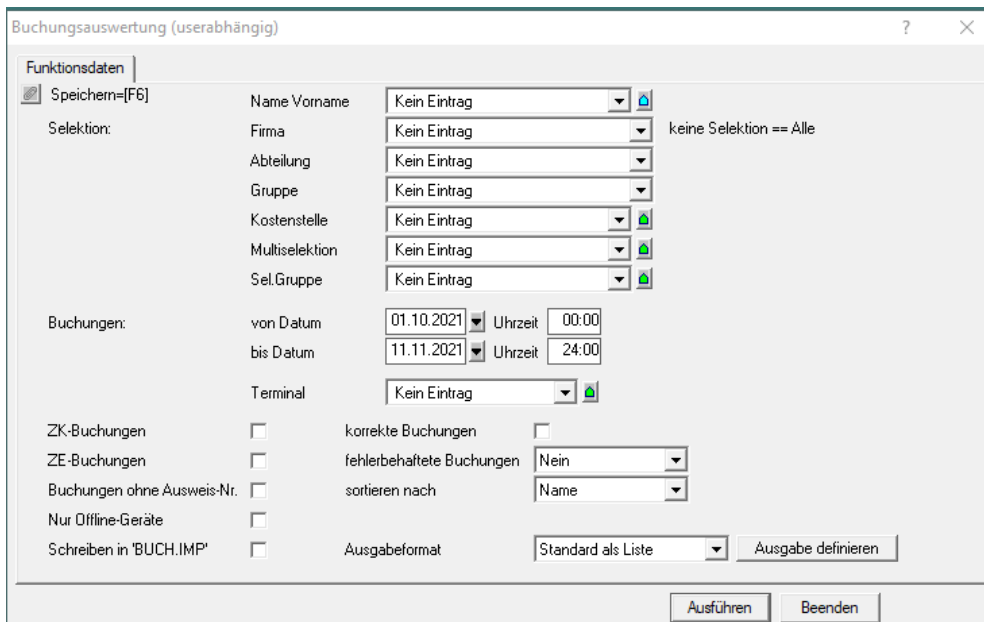 Buchungsauswertung (userabhängig) ?
Funktionsdaten
Speichern=[F6] Name Vorname Kein Eintrag
Selektion: Firma Kein Eintrag keine Selektion == Alle
Abteilung Kein Eintrag
Gruppe Kein Eintrag
Kostenstelle Kein Eintrag
Multiselektion Kein Eintrag
Sel.Gruppe Kein Eintrag
Buchungen: von Datum 01.10.2021 Uhrzeit 00:00
bis Datum 11.11.2021 Uhrzeit 24:00
Terminal Kein Eintrag
ZK-Buchungen korrekte Buchungen
ZE-Buchungen fehlerbehaftete Buchungen Nein
Buchungen ohne Ausweis-Nr. sortieren nach Name
Nur Offline-Geräte
Schreiben in 'BUCH.IMP' Ausgabeformat Standard als Liste Ausgabe definieren
Ausführen Beenden